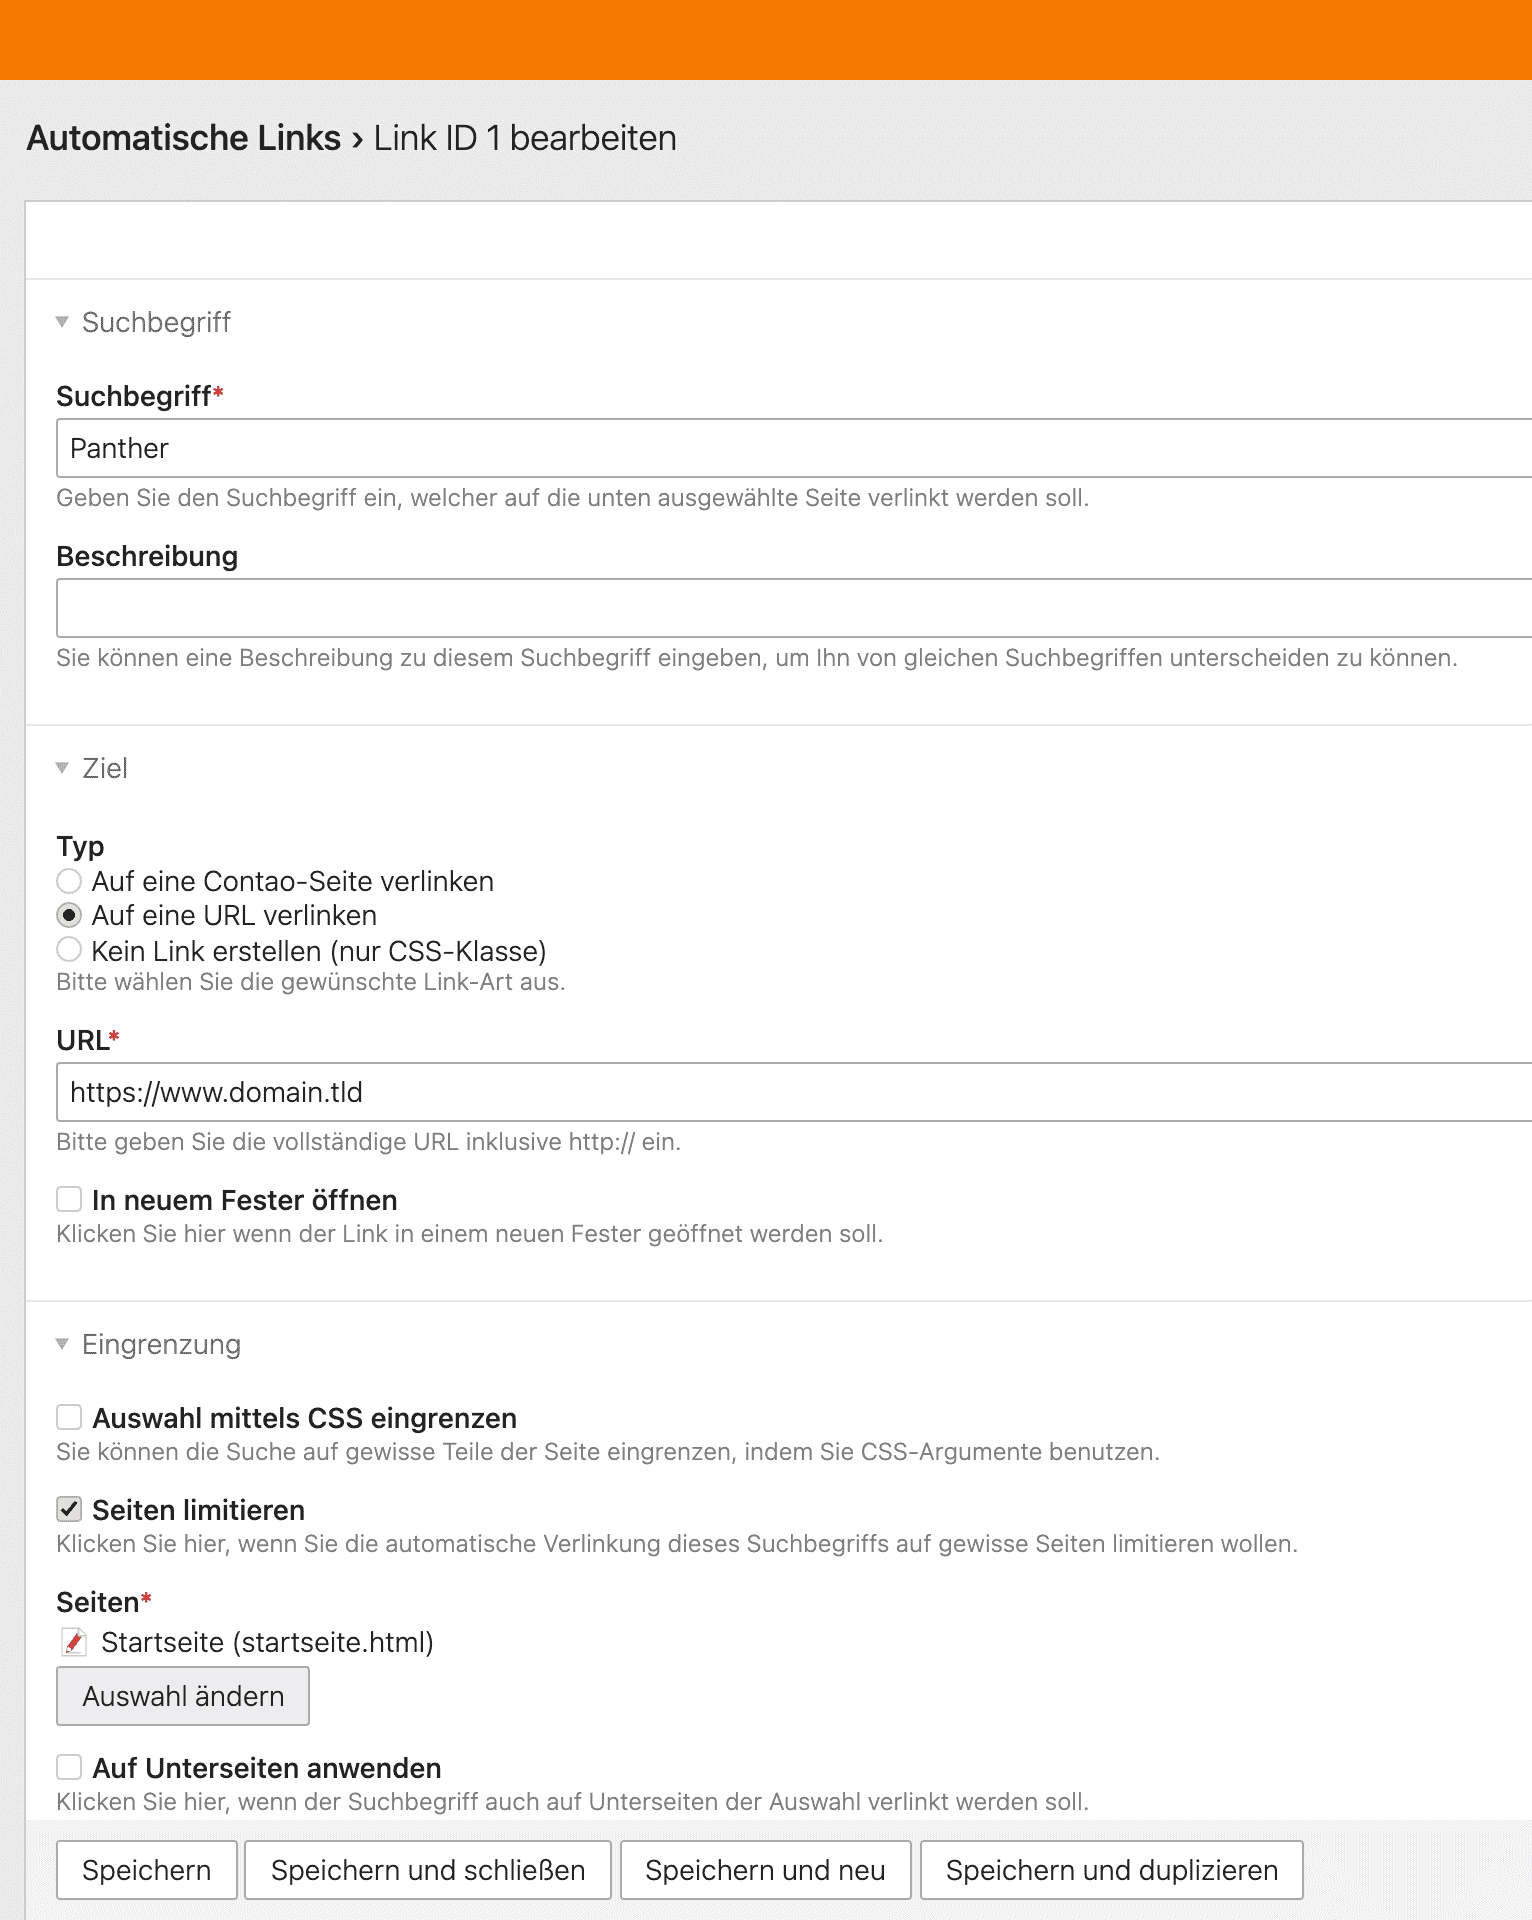 Automatische Links › Link ID 1 bearbeiten
Suchbegriff
Suchbegriff*
Panther
Geben Sie den Suchbegriff ein, welcher auf die unten ausgewählte Seite verlinkt werden soll.
Beschreibung
Sie können eine Beschreibung zu diesem Suchbegriff eingeben, um Ihn von gleichen Suchbegriffen unterscheiden zu können.
Ziel
Typ
Auf eine Contao-Seite verlinken
Auf eine URL verlinken
Kein Link erstellen (nur CSS-Klasse)
Bitte wählen Sie die gewünschte Link-Art aus.
URL*
https://www.domain.tld
Bitte geben Sie die vollständige URL inklusive http:// ein.
In neuem Fester öffnen
Klicken Sie hier wenn der Link in einem neuen Fester geöffnet werden soll.
Eingrenzung
Auswahl mittels CSS eingrenzen
Sie können die Suche auf gewisse Teile der Seite eingrenzen, indem Sie CSS-Argumente benutzen.
Seiten limitieren
Klicken Sie hier, wenn Sie die automatische Verlinkung dieses Suchbegriffs auf gewisse Seiten limitieren wollen.
Seiten*
Startseite (startseite.html)
Auswahl ändern
Auf Unterseiten anwenden
Klicken Sie hier, wenn der Suchbegriff auch auf Unterseiten der Auswahl verlinkt werden soll.
Speichern Speichern und schließen Speichern und neu Speichern und duplizieren